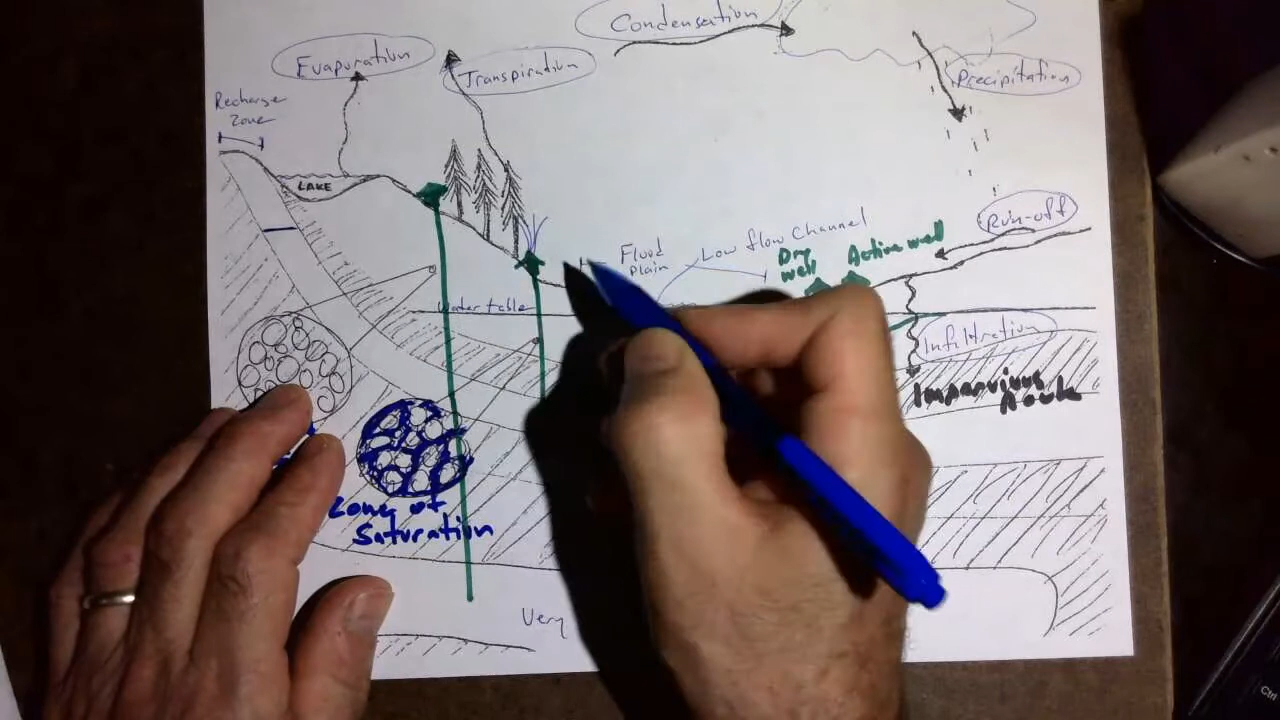 Condensation
Evaporation
Transpiration
Precipitation
Recharge
Zone
LAKE
Run-off
Flood
Plain
Low flow channel
Dry
well
Active well
Water table
Infiltration
Impervious
Rock
Zone of
Saturation
Very
Ctrl